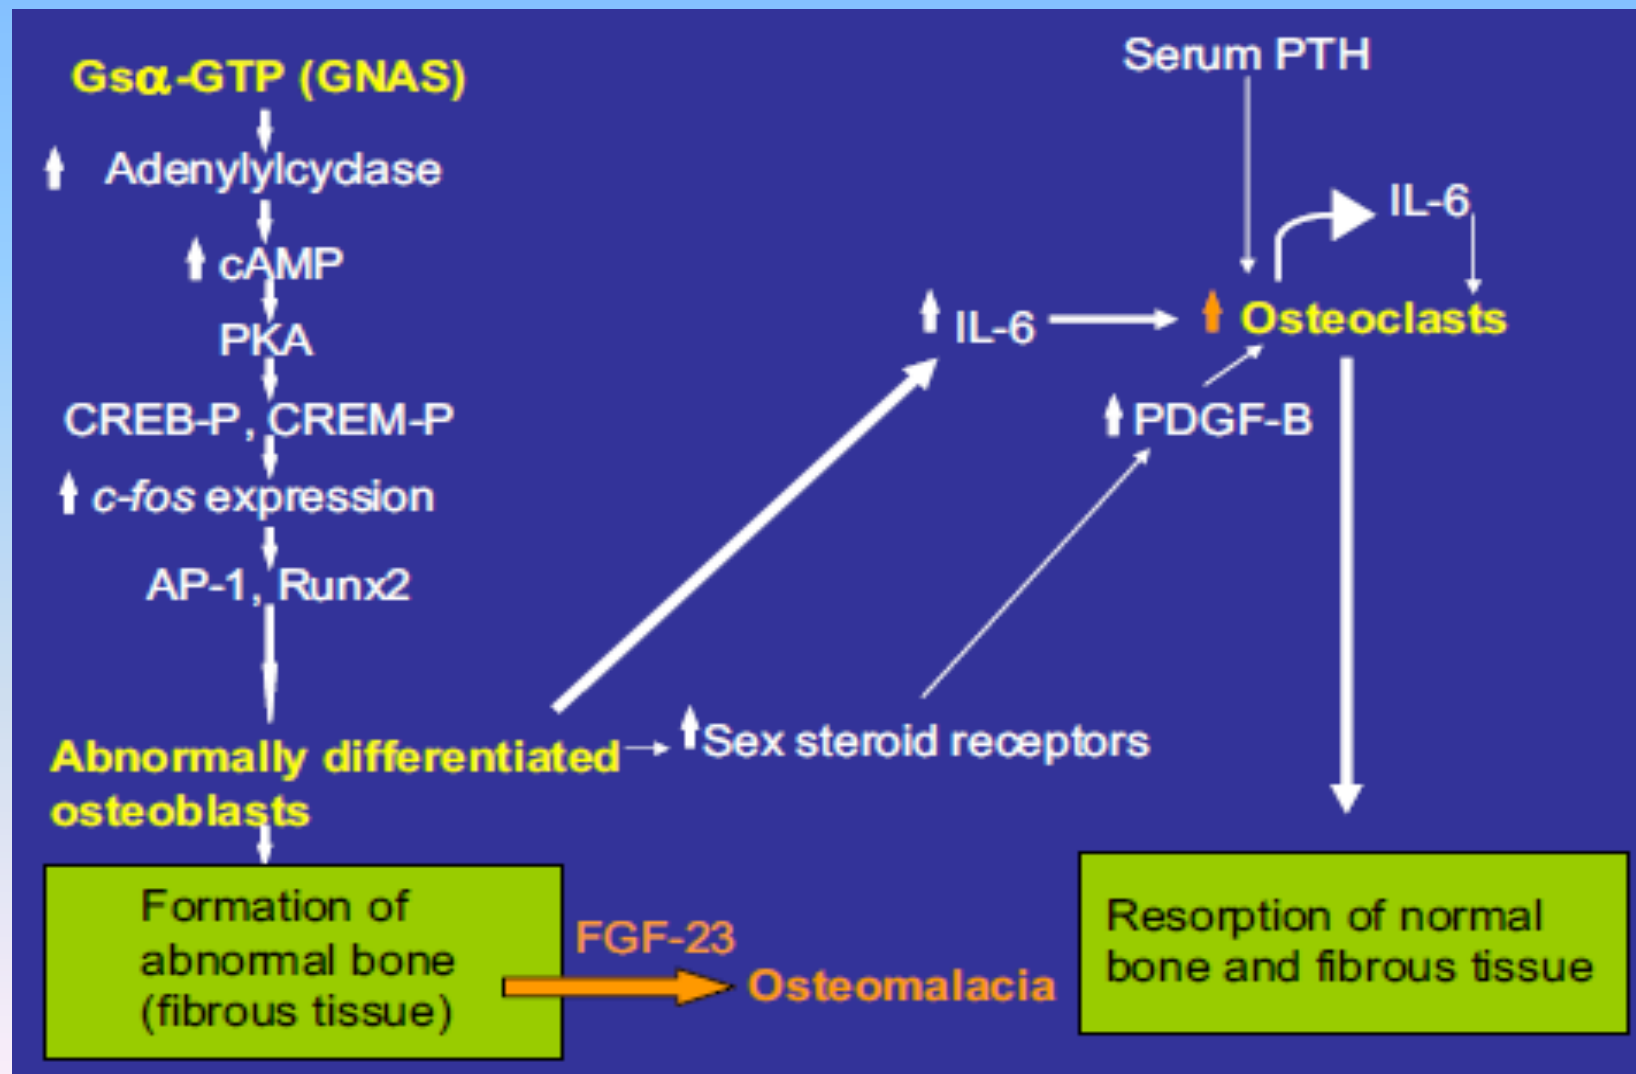 Gsα-GTP (GNAS)
Adenylylcyclase
cAMP
PKA
CREB-P, CREM-P
c-fos expression
AP-1, Runx2
Abnormally differentiated
osteoblasts
Formation of
abnormal bone
(fibrous tissue)
FGF-23
Osteomalacia
Sex steroid receptors
PDGF-B
IL-6
Serum PTH
IL-6
Osteoclasts
Resorption of normal
bone and fibrous tissue